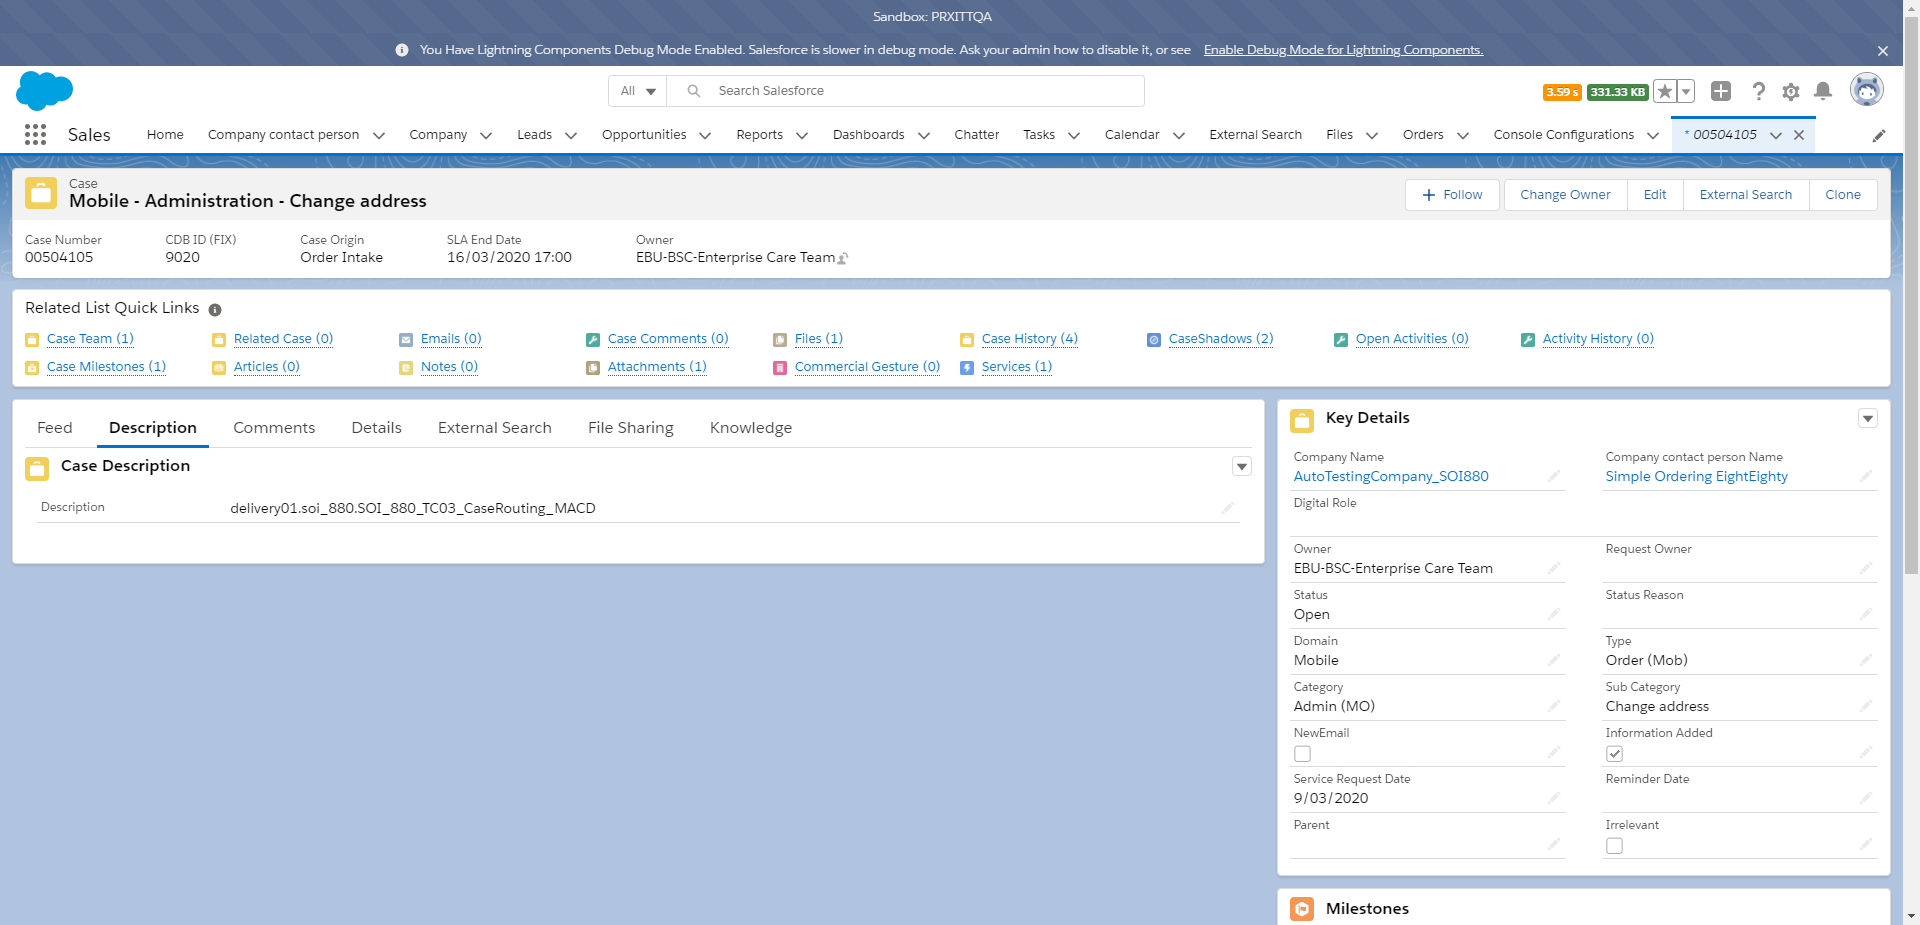 Sandbox: PRXITTQA
You Have Lightning Components Debug Mode Enabled. Salesforce is slower in debug mode. Ask your admin how to disable it, or see Enable Debug Mode for Lightning Components.
All Search Salesforce 3.59 s 331.33 KB
Sales Home Company contact person Company Leads Opportunities Reports Dashboards Chatter Tasks Calendar External Search Files Orders Console Configurations * 00504105
Case
Mobile - Administration - Change address
Follow Change Owner Edit External Search Clone
Case Number CDB ID (FIX) Case Origin SLA End Date Owner
00504105 9020 Order Intake 16/03/2020 17:00 EBU-BSC-Enterprise Care Team
Related List Quick Links
Case Team (1) Related Case (0) Emails (0) Case Comments (0) Files (1) Case History (4) CaseShadows (2) Open Activities (0) Activity History (0)
Case Milestones (1) Articles (0) Notes (0) Attachments (1) Commercial Gesture (0) Services (1)
Feed Description Comments Details External Search File Sharing Knowledge
Case Description
Description delivery01.soi_880.SOI_880_TC03_CaseRouting_MACD
Key Details
Company Name Company contact person Name
AutoTestingCompany_SOI880 Simple Ordering EightEighty
Digital Role
Owner Request Owner
EBU-BSC-Enterprise Care Team
Status Status Reason
Open
Domain Type
Mobile Order (Mob)
Category Sub Category
Admin (MO) Change address
NewEmail Information Added
Service Request Date Reminder Date
9/03/2020
Parent Irrelevant
Milestones